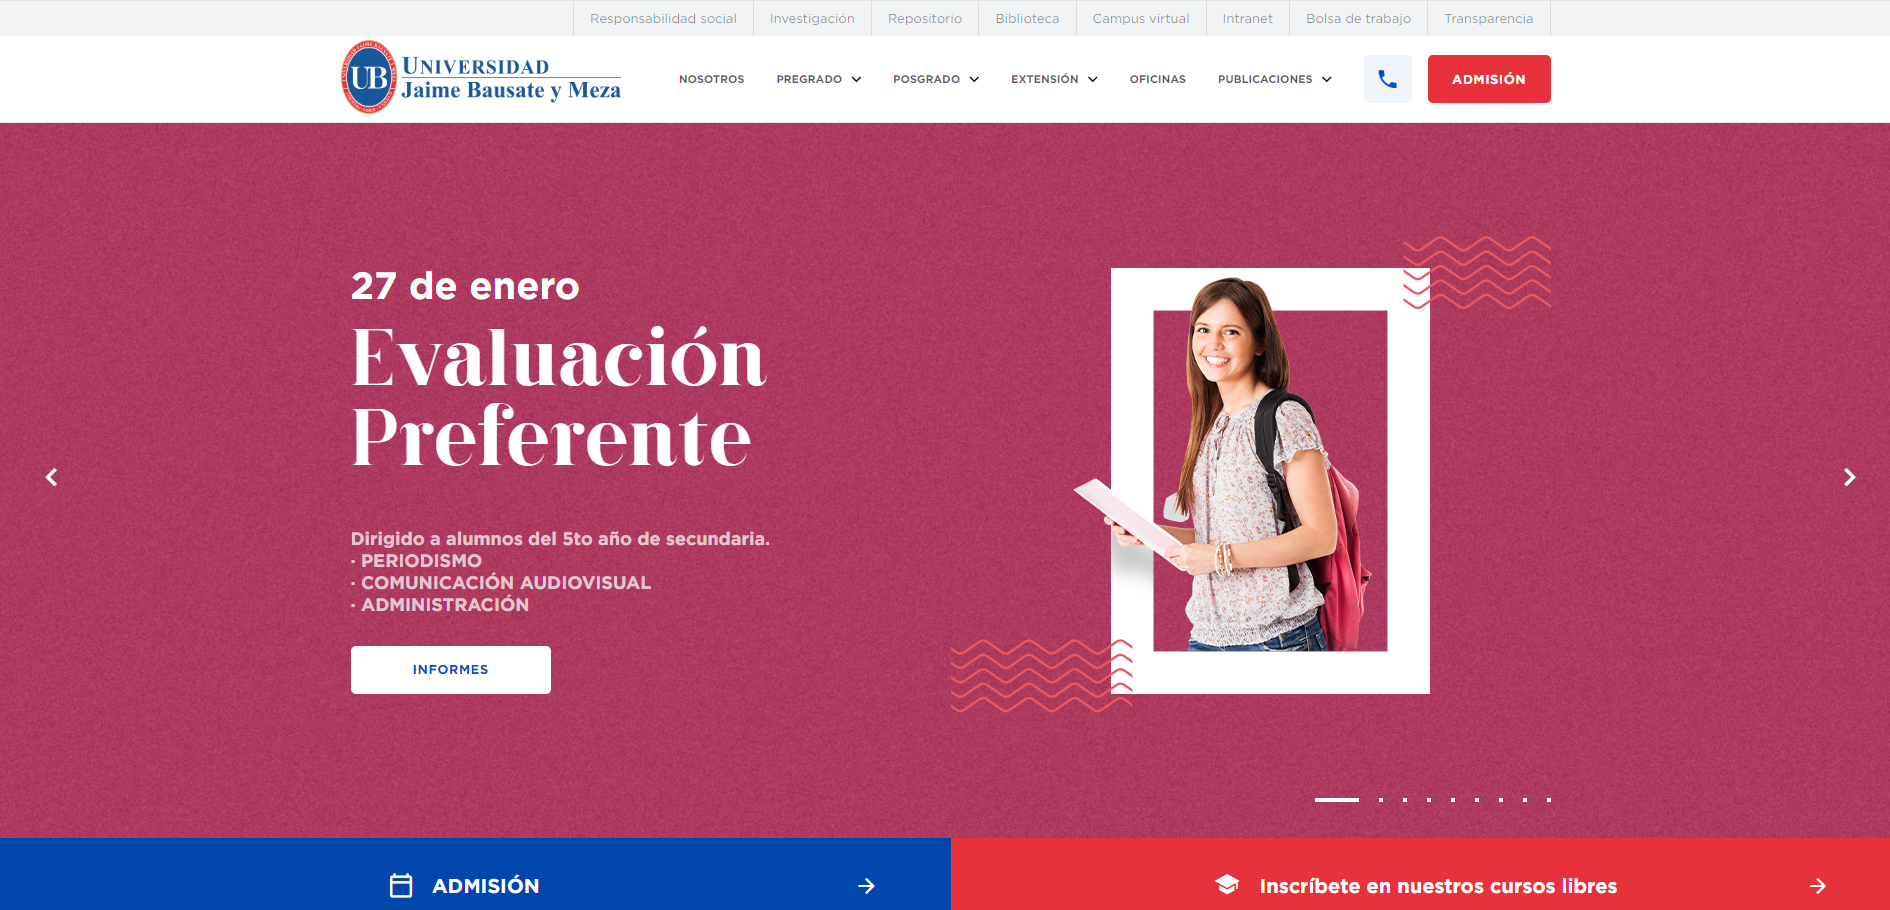 Responsabilidad social
Investigación
Repositorio
Biblioteca
Campus virtual
Intranet
Bolsa de trabajo
Transparencia
UB
UNIVERSIDAD
Jaime Bausate y Meza
NOSOTROS
PREGRADO
POSGRADO
EXTENSIÓN
OFICINAS
PUBLICACIONES
ADMISIÓN
27 de enero
Evaluación
Preferente
Dirigido a alumnos del 5to año de secundaria.
· PERIODISMO
· COMUNICACIÓN AUDIOVISUAL
· ADMINISTRACIÓN
INFORMES
ADMISIÓN
Inscríbete en nuestros cursos libres